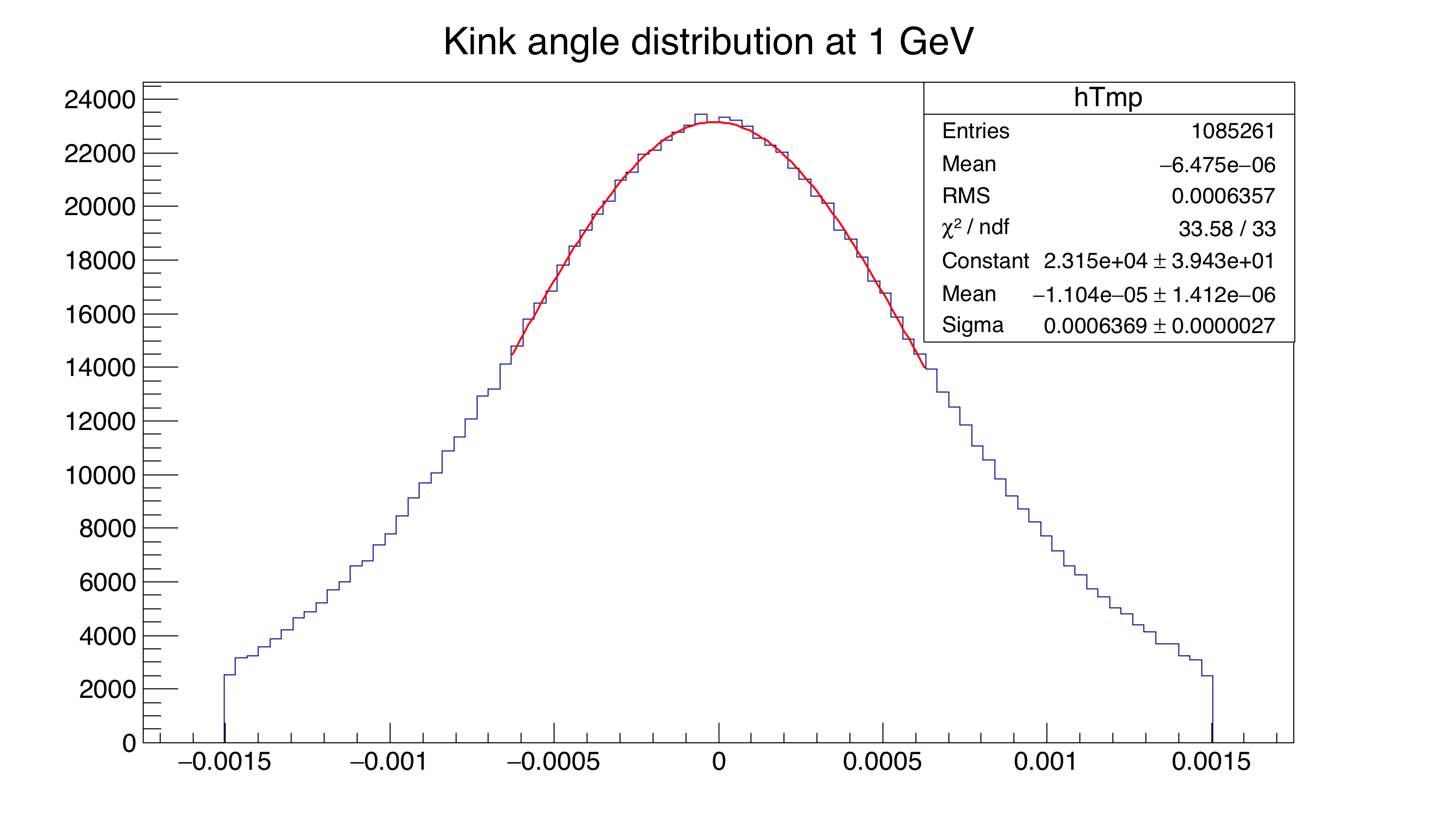 Kink angle distribution at 1 GeV
hTmp
Entries 1085261
Mean −6.475e−06
RMS 0.0006357
χ² / ndf 33.58 / 33
Constant 2.315e+04 ± 3.943e+01
Mean −1.104e−05 ± 1.412e−06
Sigma 0.0006369 ± 0.0000027
24000
22000
20000
18000
16000
14000
12000
10000
8000
6000
4000
2000
0
−0.0015 −0.001 −0.0005 0 0.0005 0.001 0.0015